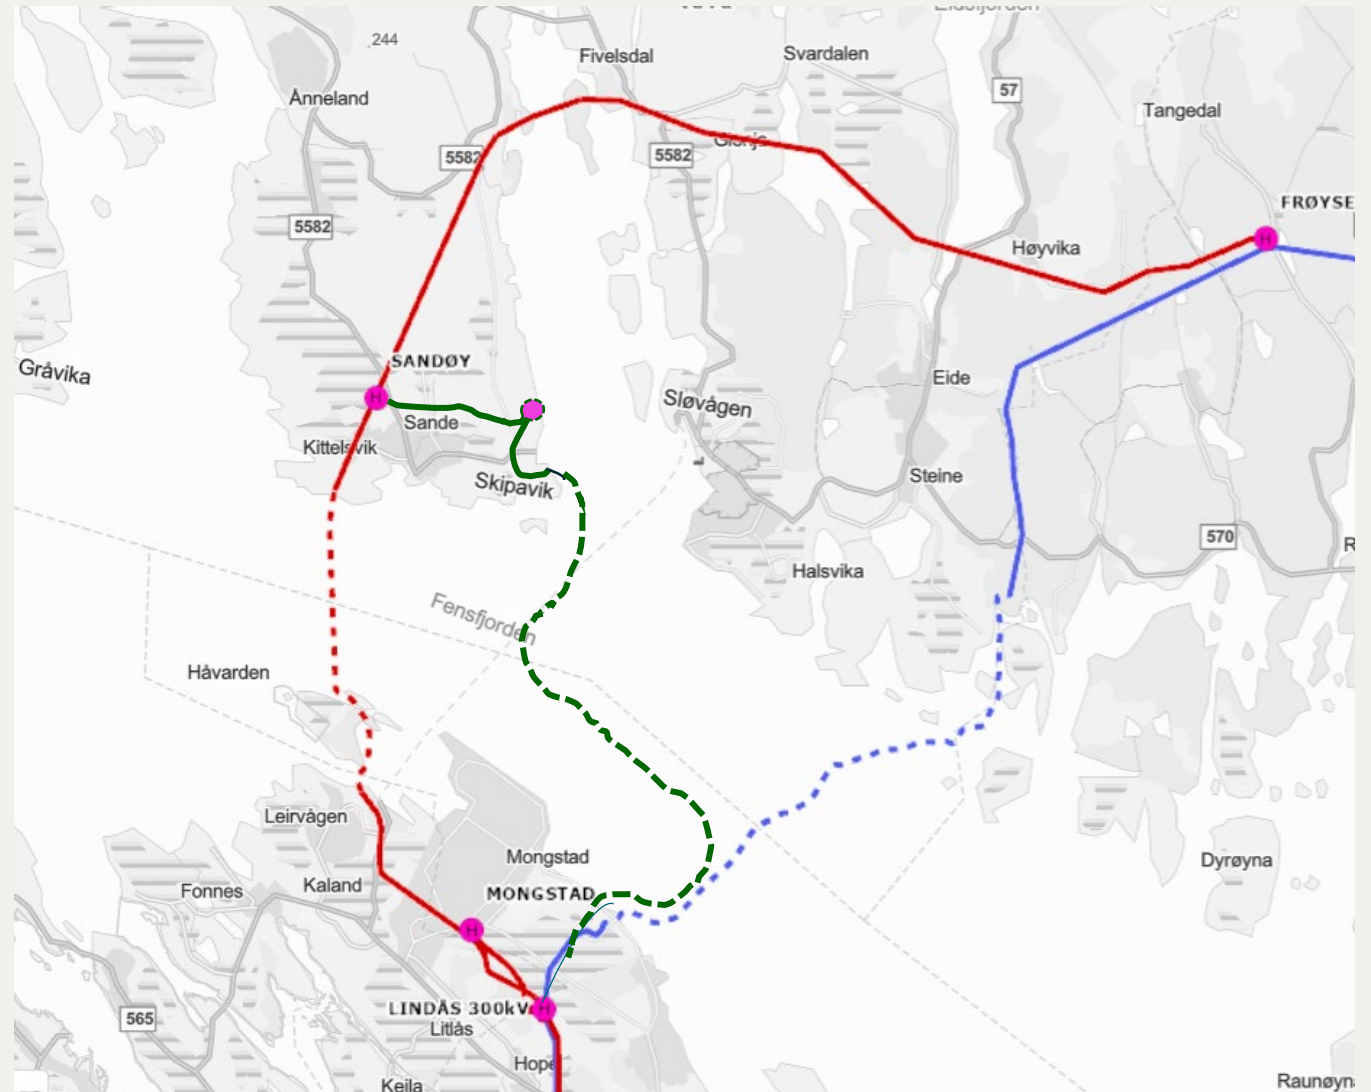 244
Fivelsdal
Svardalen
Ånneland
57
Tangedal
5582
5582
FRØYSE
5582
Høyvika
SANDØY
Gråvika
Eide
Sløvågen
Sande
Kittelsvik
Steine
Skipavik
570
Halsvika
Fensfjorden
Håvarden
Leirvågen
Mongstad
Dyrøyna
Kaland
Fonnes
MONGSTAD
H
H
H
H
LINDÅS 300kV
565
Litlås
Hope
Keila
Raunøyn